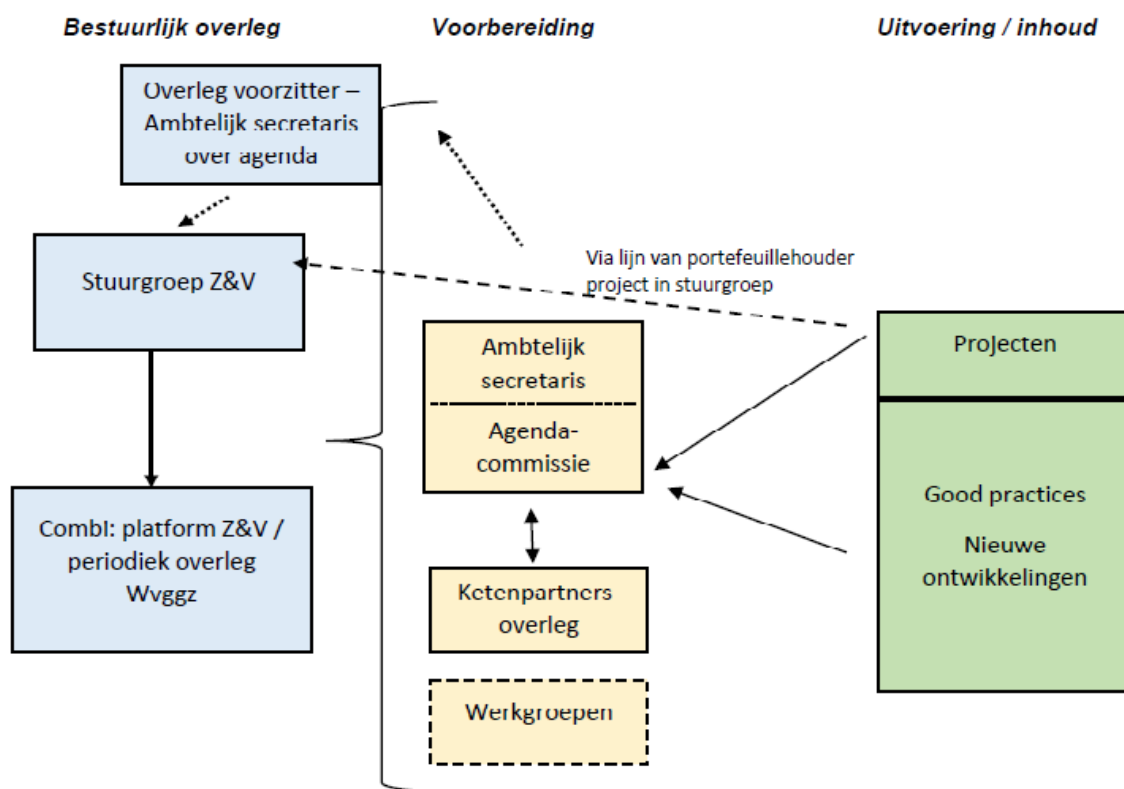 Bestuurlijk overleg
Voorbereiding
Uitvoering / inhoud
Overleg voorzitter –
Ambtelijk secretaris
over agenda
Stuurgroep Z&V
Combi: platform Z&V /
periodiek overleg
Wvggz
Via lijn van portefeuillehouder
project in stuurgroep
Ambtelijk
secretaris
Agenda-
commissie
Ketenpartners
overleg
Werkgroepen
Projecten
Good practices
Nieuwe
ontwikkelingen